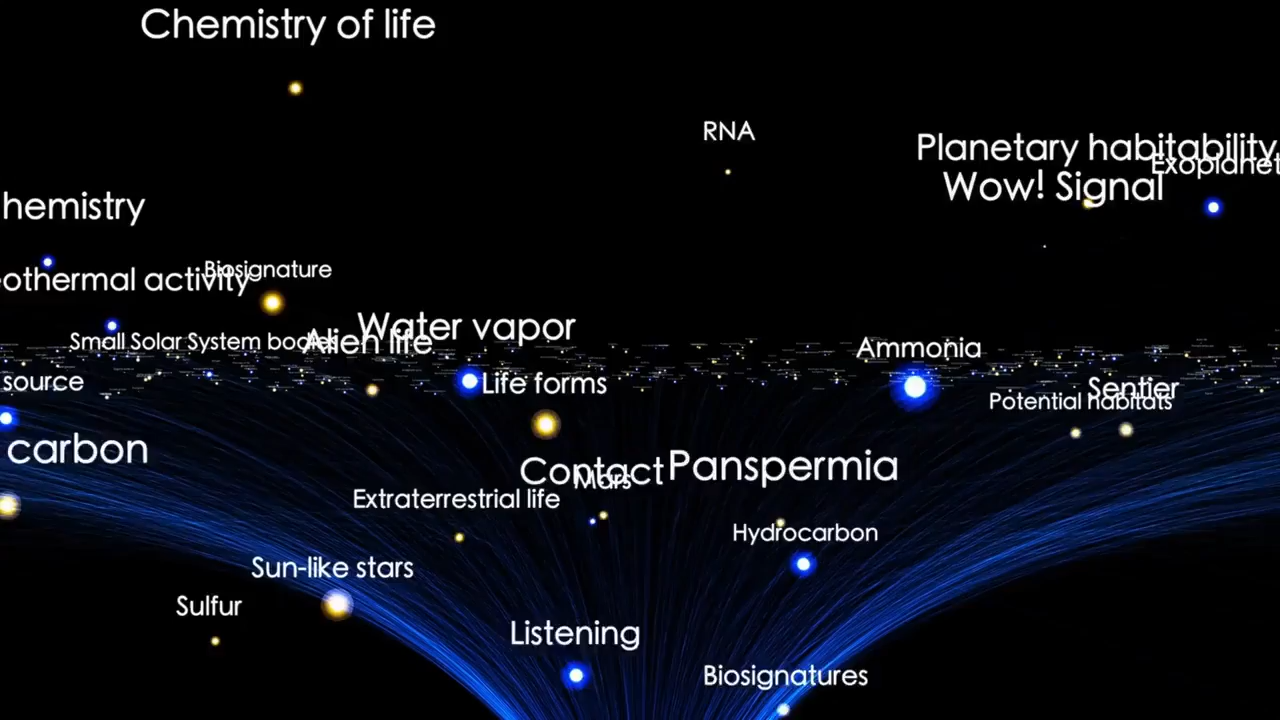 Chemistry of life
RNA
Planetary habitability
Exoplanet
Wow! Signal
hemistry
Biosignature
othermal activity
Water vapor
Small Solar System bodies
Alien life
Ammonia
source
Life forms
Sentier
Potential habitats
carbon
Contact
Panspermia
Mars
Extraterrestrial life
Hydrocarbon
Sun-like stars
Sulfur
Listening
Biosignatures